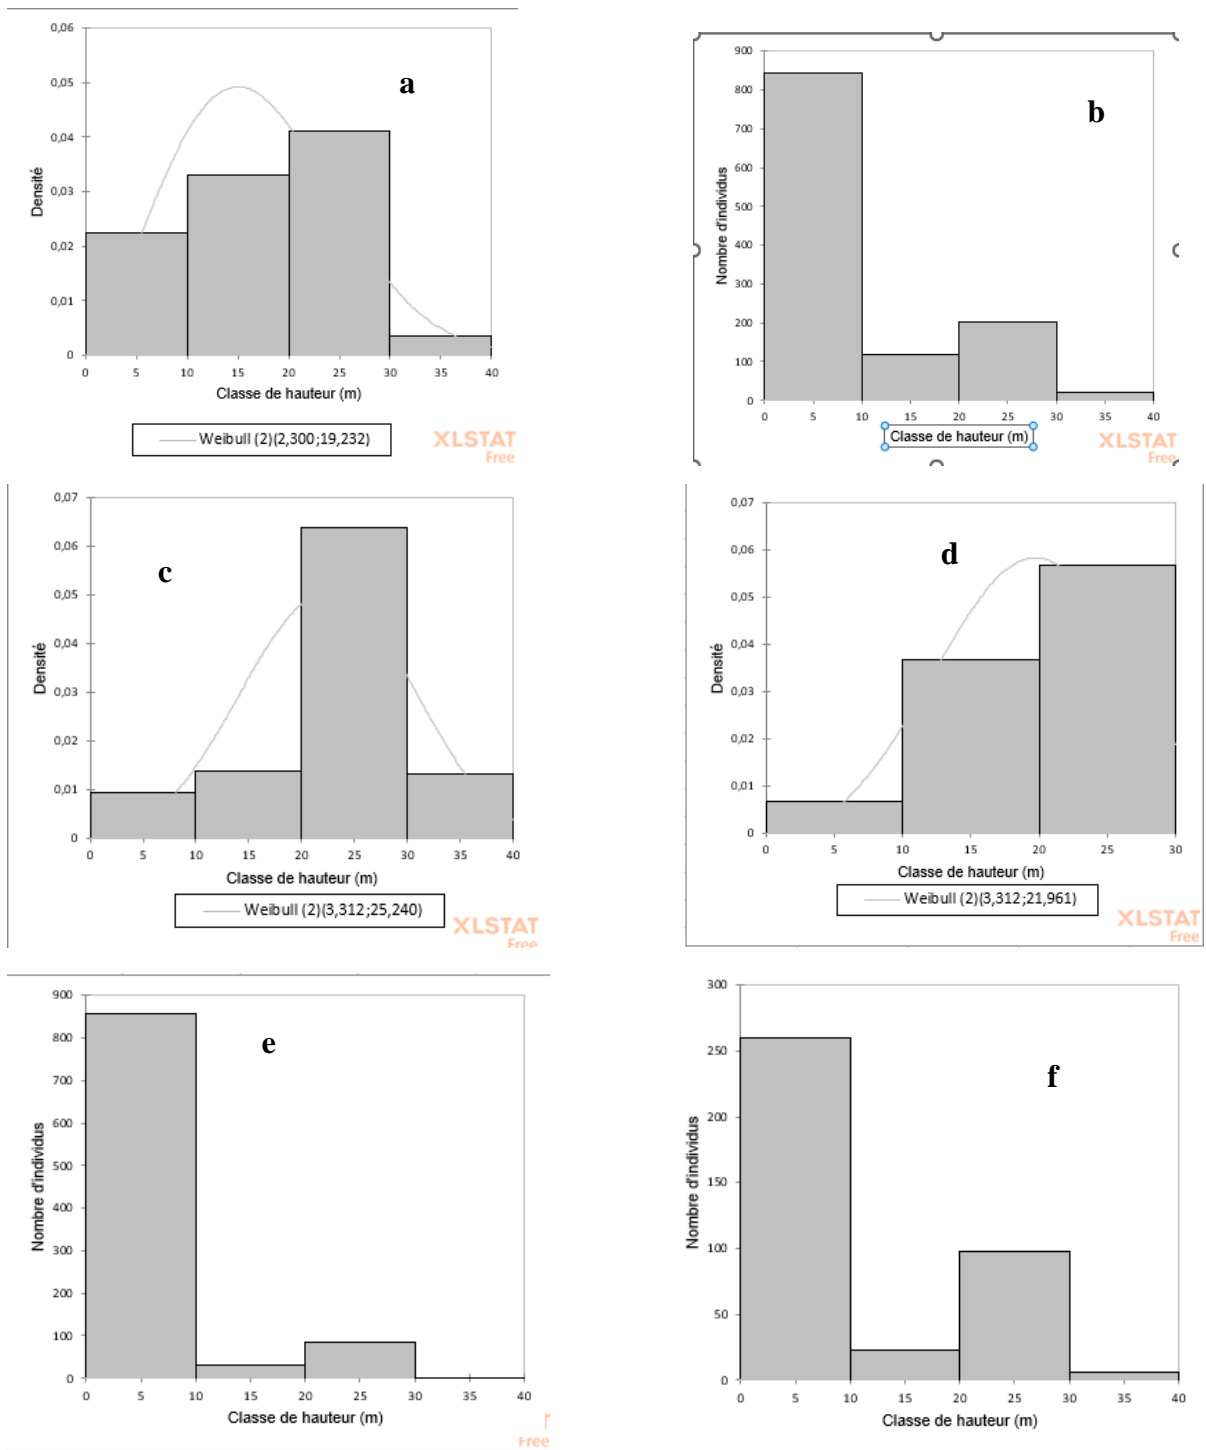 0,06
0,05
0,04
0,03
0,02
0,01
0
Densité
a
0 5 10 15 20 25 30 35 40
Classe de hauteur (m)
Weibull (2)(2,300;19,232)
XLSTAT
Free
900
800
700
600
500
400
300
200
100
0
Nombre d'individus
b
0 5 10 15 20 25 30 35 40
Classe de hauteur (m)
XLSTAT
Free
0,07
0,06
0,05
0,04
0,03
0,02
0,01
0
Densité
c
0 5 10 15 20 25 30 35 40
Classe de hauteur (m)
Weibull (2)(3,312;25,240)
XLSTAT
Free
0,07
0,06
0,05
0,04
0,03
0,02
0,01
0
Densité
d
0 5 10 15 20 25 30
Classe de hauteur (m)
Weibull (2)(3,312;21,961)
XLSTAT
Free
900
800
700
600
500
400
300
200
100
0
Nombre d'individus
e
0 5 10 15 20 25 30 35 40
Classe de hauteur (m)
Free
300
250
200
150
100
50
0
Nombre d'individus
f
0 5 10 15 20 25 30 35 40
Classe de hauteur (m)